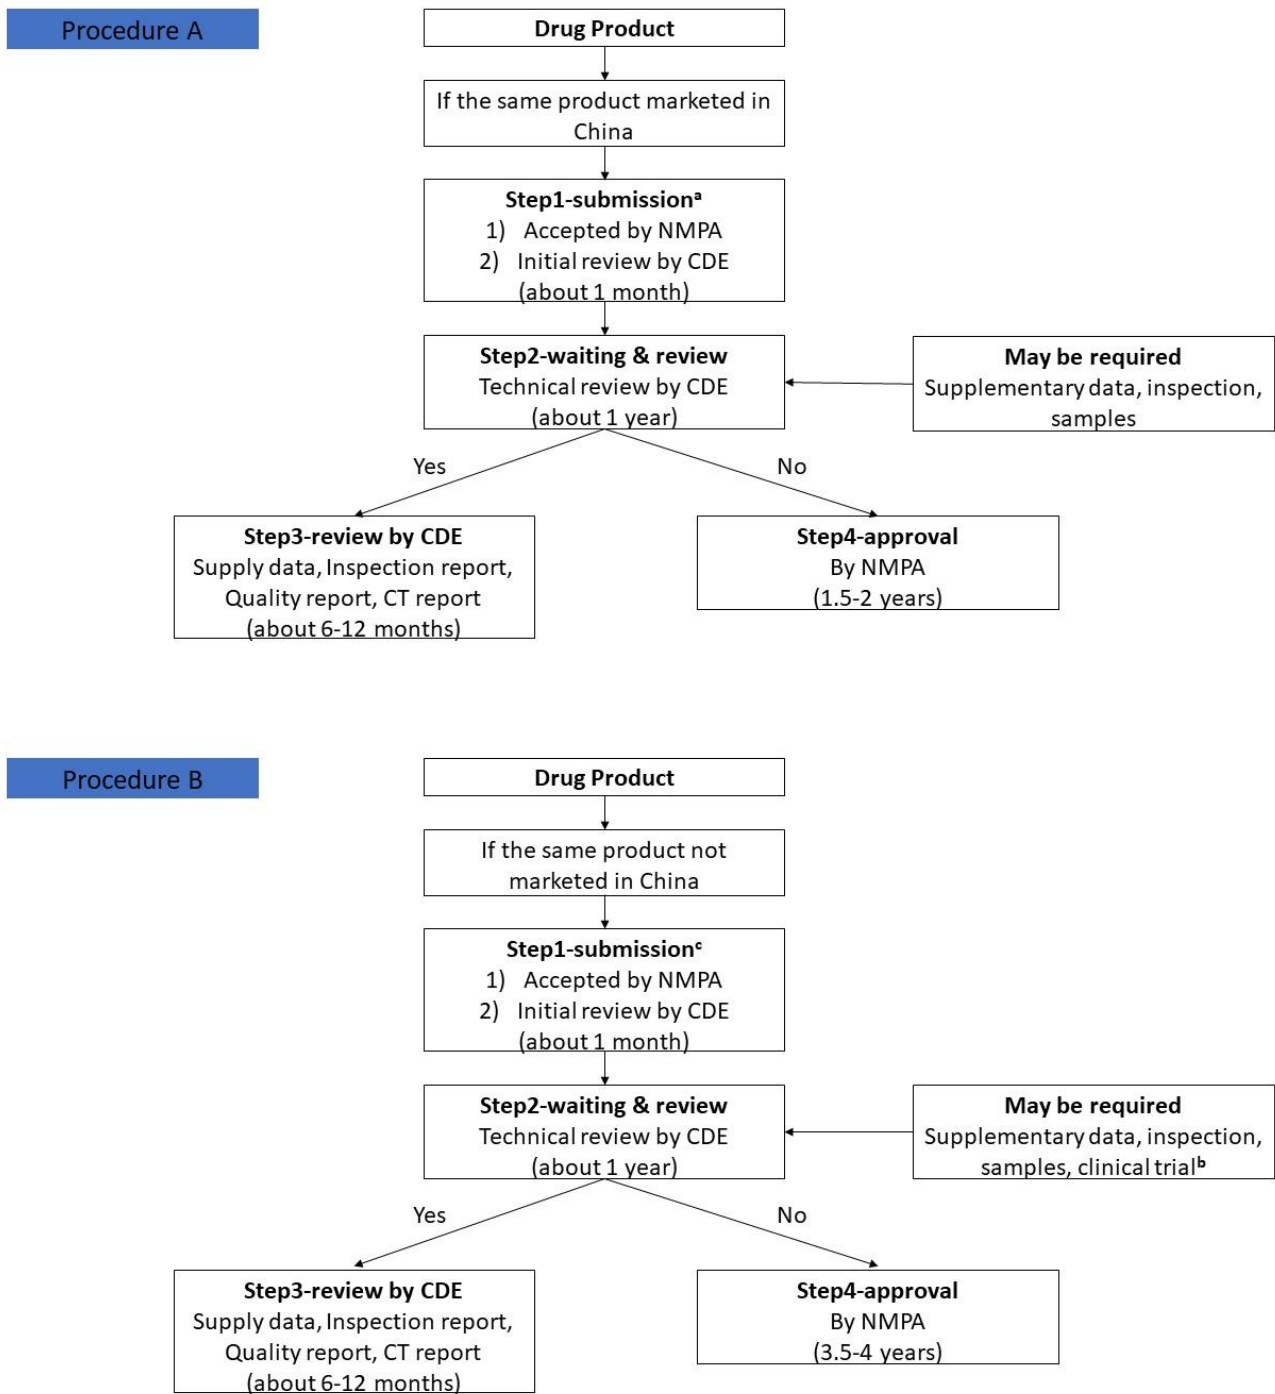 Procedure A
Drug Product
If the same product marketed in
China
Step1-submissionᵃ
1) Accepted by NMPA
2) Initial review by CDE
(about 1 month)
Step2-waiting & review
Technical review by CDE
(about 1 year)
May be required
Supplementary data, inspection,
samples
Yes
No
Step3-review by CDE
Supply data, Inspection report,
Quality report, CT report
(about 6-12 months)
Step4-approval
By NMPA
(1.5-2 years)
Procedure B
Drug Product
If the same product not
marketed in China
Step1-submissionᶜ
1) Accepted by NMPA
2) Initial review by CDE
(about 1 month)
Step2-waiting & review
Technical review by CDE
(about 1 year)
May be required
Supplementary data, inspection,
samples, clinical trialᵇ
Yes
No
Step3-review by CDE
Supply data, Inspection report,
Quality report, CT report
(about 6-12 months)
Step4-approval
By NMPA
(3.5-4 years)